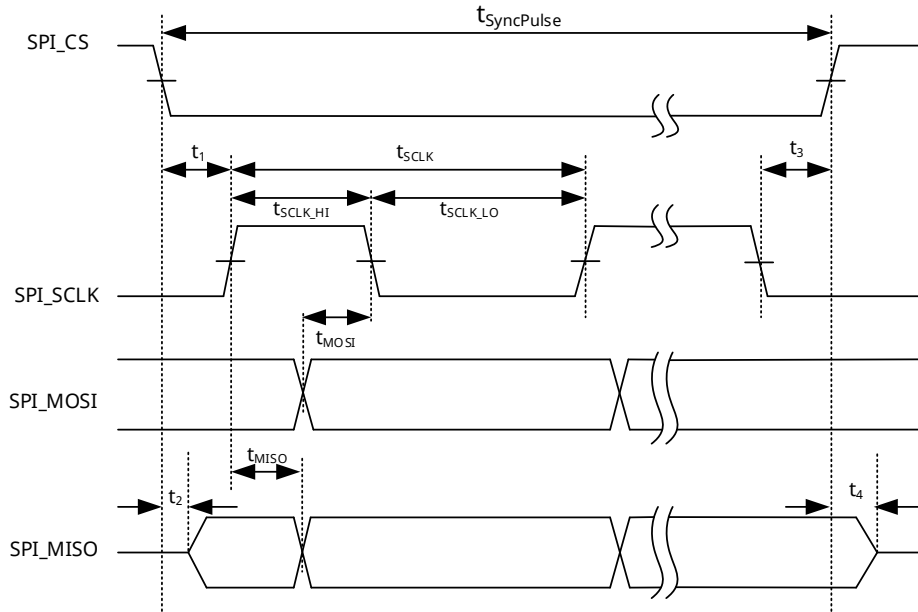 tSyncPulse
SPI_CS
t1
tSCLK
t3
tSCLK_HI
tSCLK_LO
SPI_SCLK
tMOSI
SPI_MOSI
tMISO
t2
t4
SPI_MISO